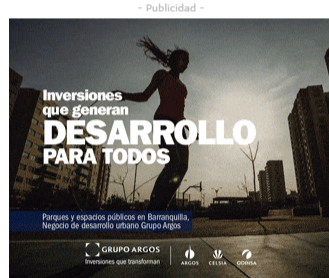 - Publicidad -
Inversiones
que generan
DESARROLLO
PARA TODOS
Parques y espacios públicos en Barranquilla,
Negocio de desarrollo urbano Grupo Argos
GRUPO ARGOS
Inversiones que transforman
ARGOS
CELSIA
ODINSA